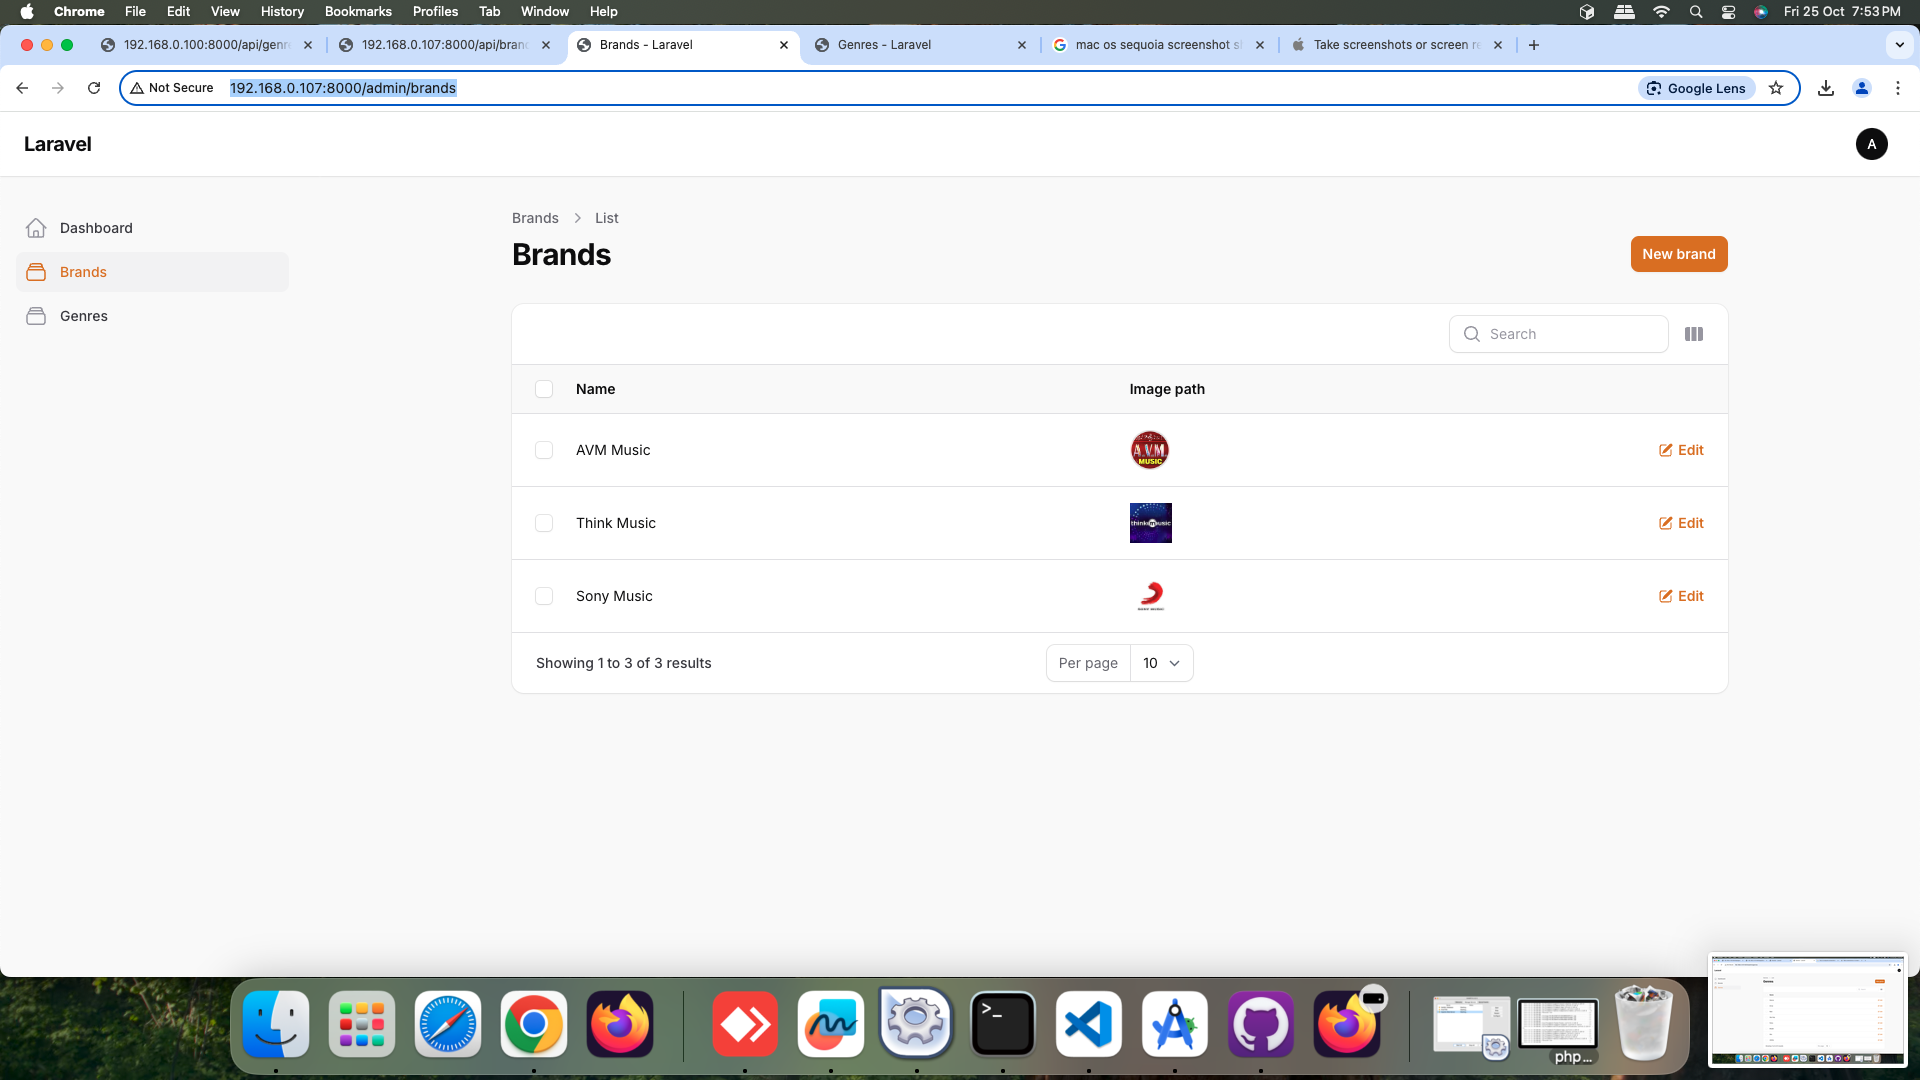 Chrome File Edit View History Bookmarks Profiles Tab Window Help Fri 25 Oct 7:53 PM
192.168.0.100:8000/api/genr 192.168.0.107:8000/api/bran Brands - Laravel Genres - Laravel mac os sequoia screenshot s Take screenshots or screen re
Not Secure 192.168.0.107:8000/admin/brands Google Lens
Laravel A
Dashboard
Brands
Genres
Brands List
Brands
New brand
Search
Name Image path
AVM Music A.V.M. MUSIC Edit
Think Music think music Edit
Sony Music SONY MUSIC Edit
Showing 1 to 3 of 3 results Per page 10
php...